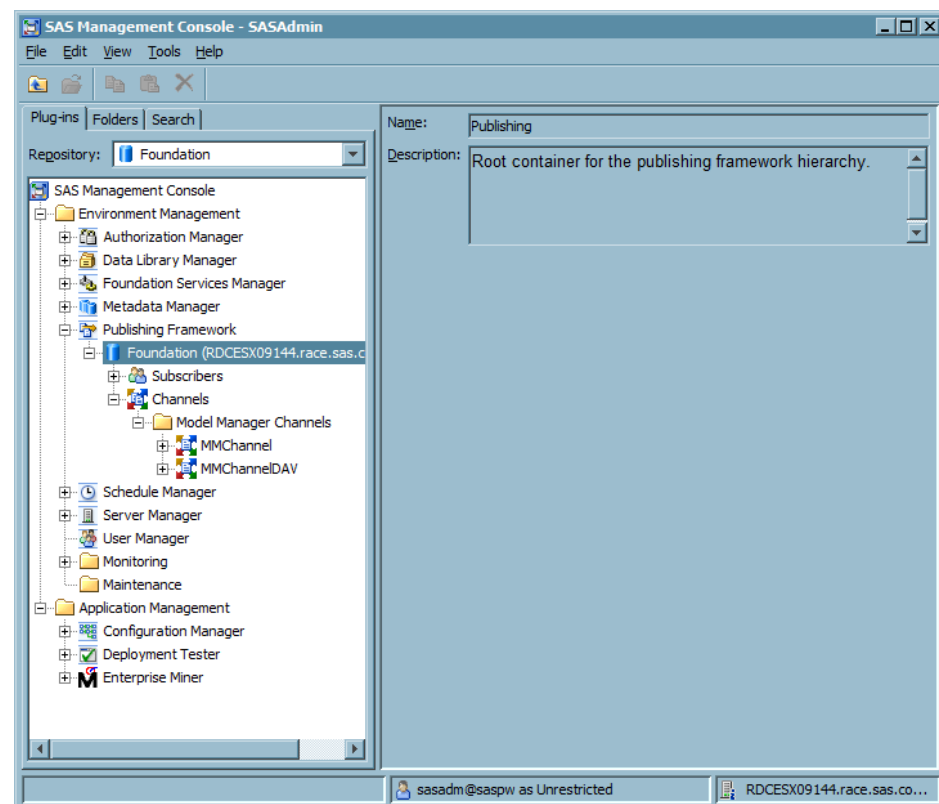 SAS Management Console - SASAdmin
File Edit View Tools Help
Plug-ins Folders Search
Repository: Foundation
SAS Management Console
Environment Management
Authorization Manager
Data Library Manager
Foundation Services Manager
Metadata Manager
Publishing Framework
Foundation (RDCESX09144.race.sas.c
Subscribers
Channels
Model Manager Channels
MMChannel
MMChannelDAV
Schedule Manager
Server Manager
User Manager
Monitoring
Maintenance
Application Management
Configuration Manager
Deployment Tester
Enterprise Miner
Name: Publishing
Description: Root container for the publishing framework hierarchy.
sasadm@saspw as Unrestricted
RDCESX09144.race.sas.co...